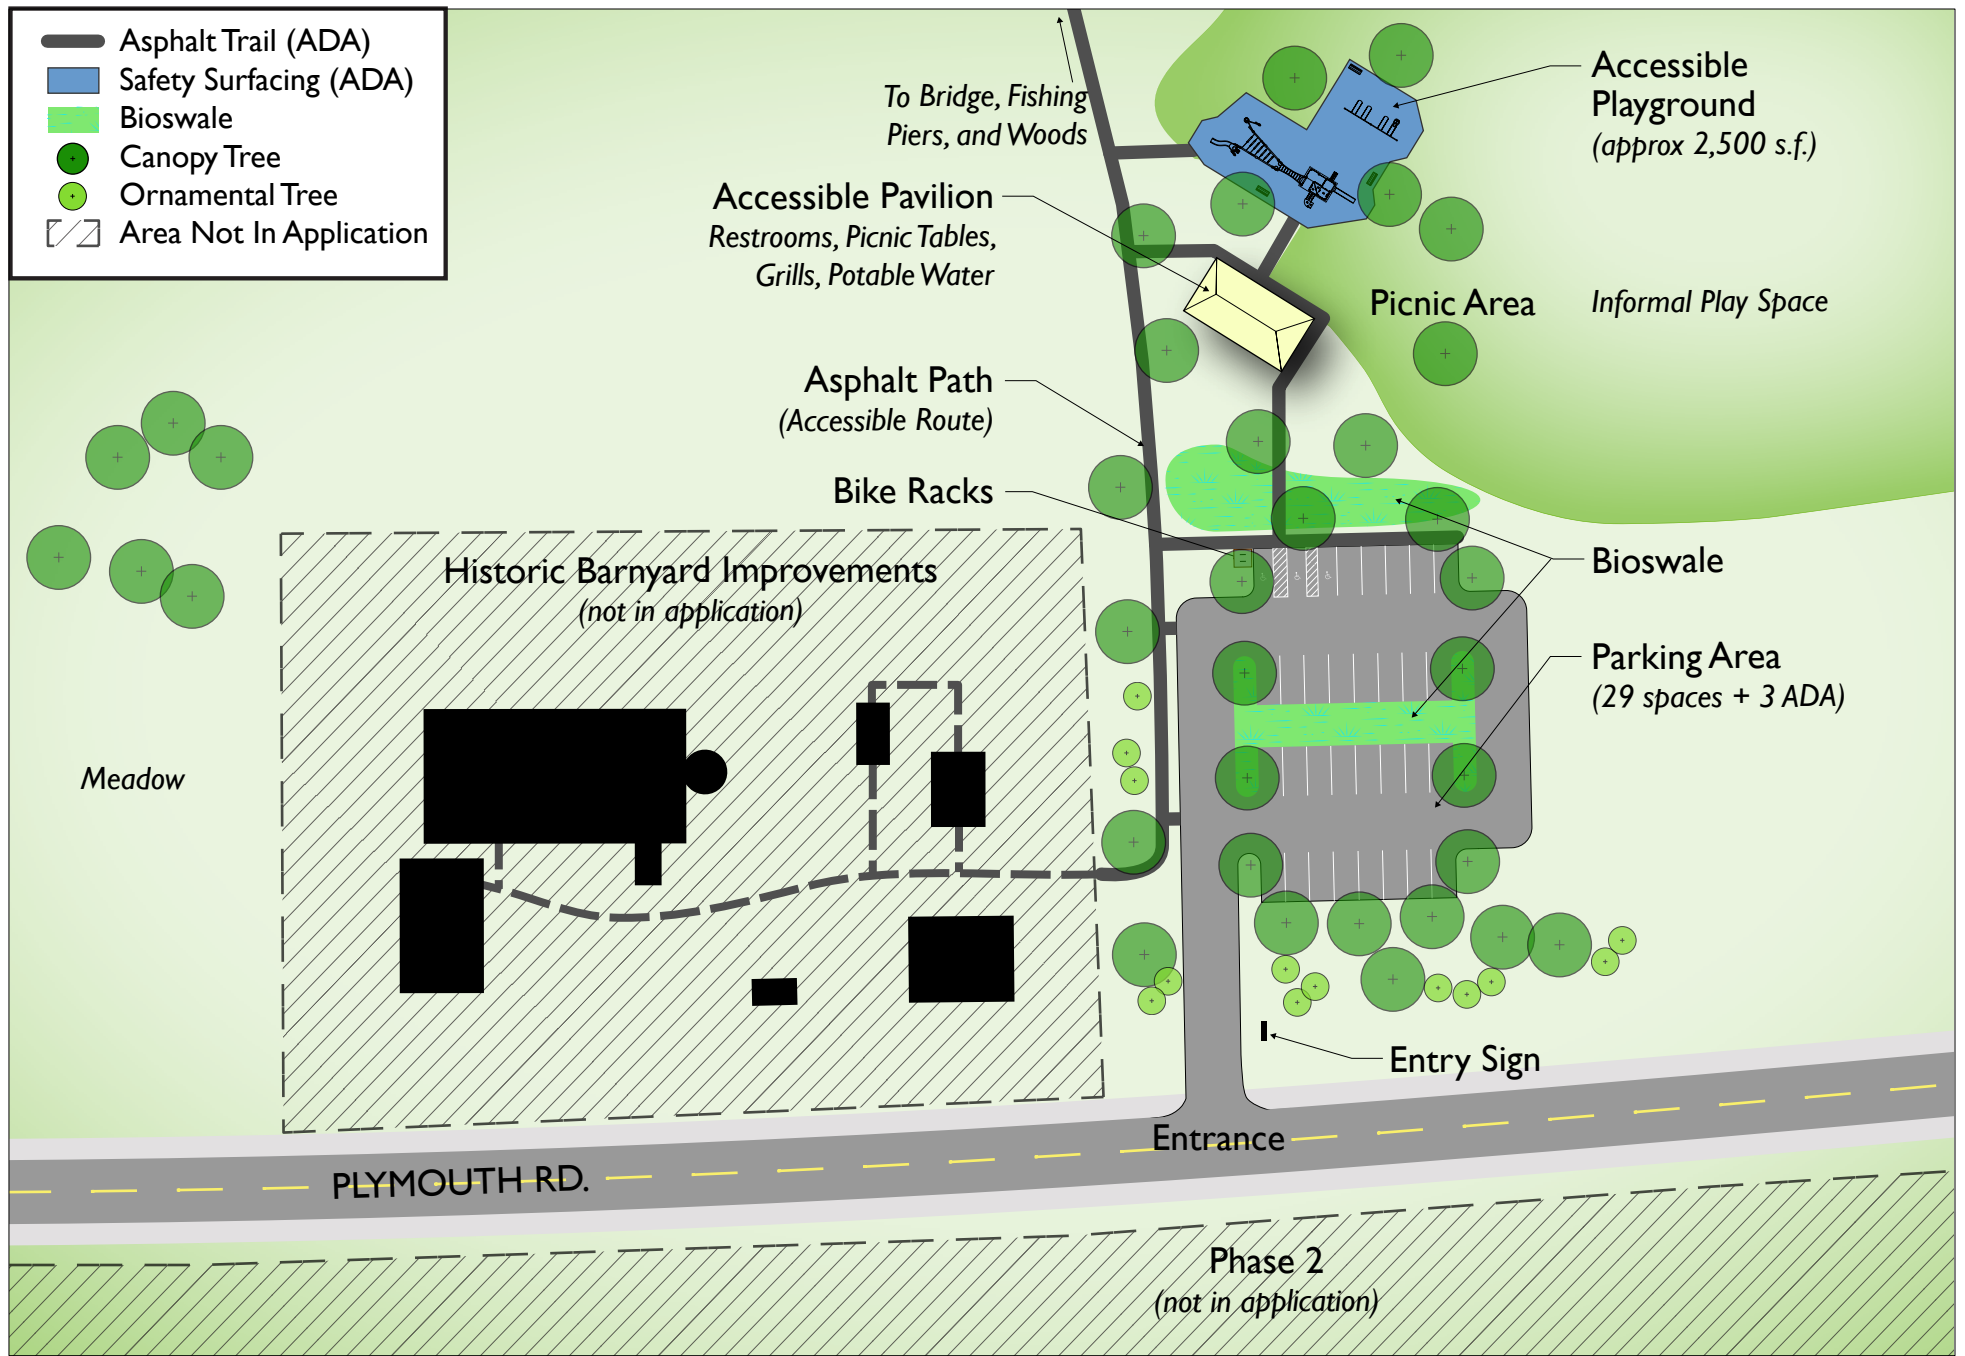 Asphalt Trail (ADA)
Safety Surfacing (ADA)
Bioswale
Canopy Tree
Ornamental Tree
Area Not In Application
To Bridge, Fishing
Piers, and Woods
Accessible
Playground
(approx 2,500 s.f.)
Accessible Pavilion
Restrooms, Picnic Tables,
Grills, Potable Water
Picnic Area
Informal Play Space
Asphalt Path
(Accessible Route)
Bike Racks
Bioswale
Historic Barnyard Improvements
(not in application)
Parking Area
(29 spaces + 3 ADA)
Meadow
Entry Sign
Entrance
PLYMOUTH RD.
Phase 2
(not in application)